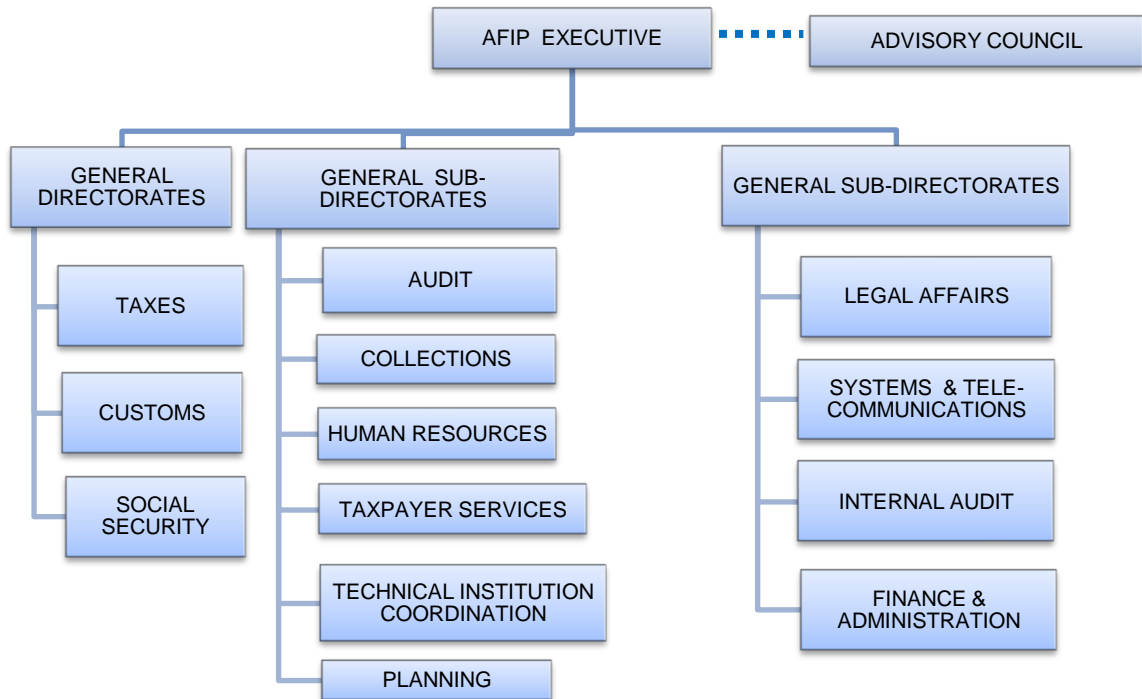 AFIP EXECUTIVE
ADVISORY COUNCIL
GENERAL
DIRECTORATES
TAXES
CUSTOMS
SOCIAL
SECURITY
GENERAL SUB-
DIRECTORATES
AUDIT
COLLECTIONS
HUMAN RESOURCES
TAXPAYER SERVICES
TECHNICAL INSTITUTION
COORDINATION
PLANNING
GENERAL SUB-DIRECTORATES
LEGAL AFFAIRS
SYSTEMS & TELE-
COMMUNICATIONS
INTERNAL AUDIT
FINANCE &
ADMINISTRATION